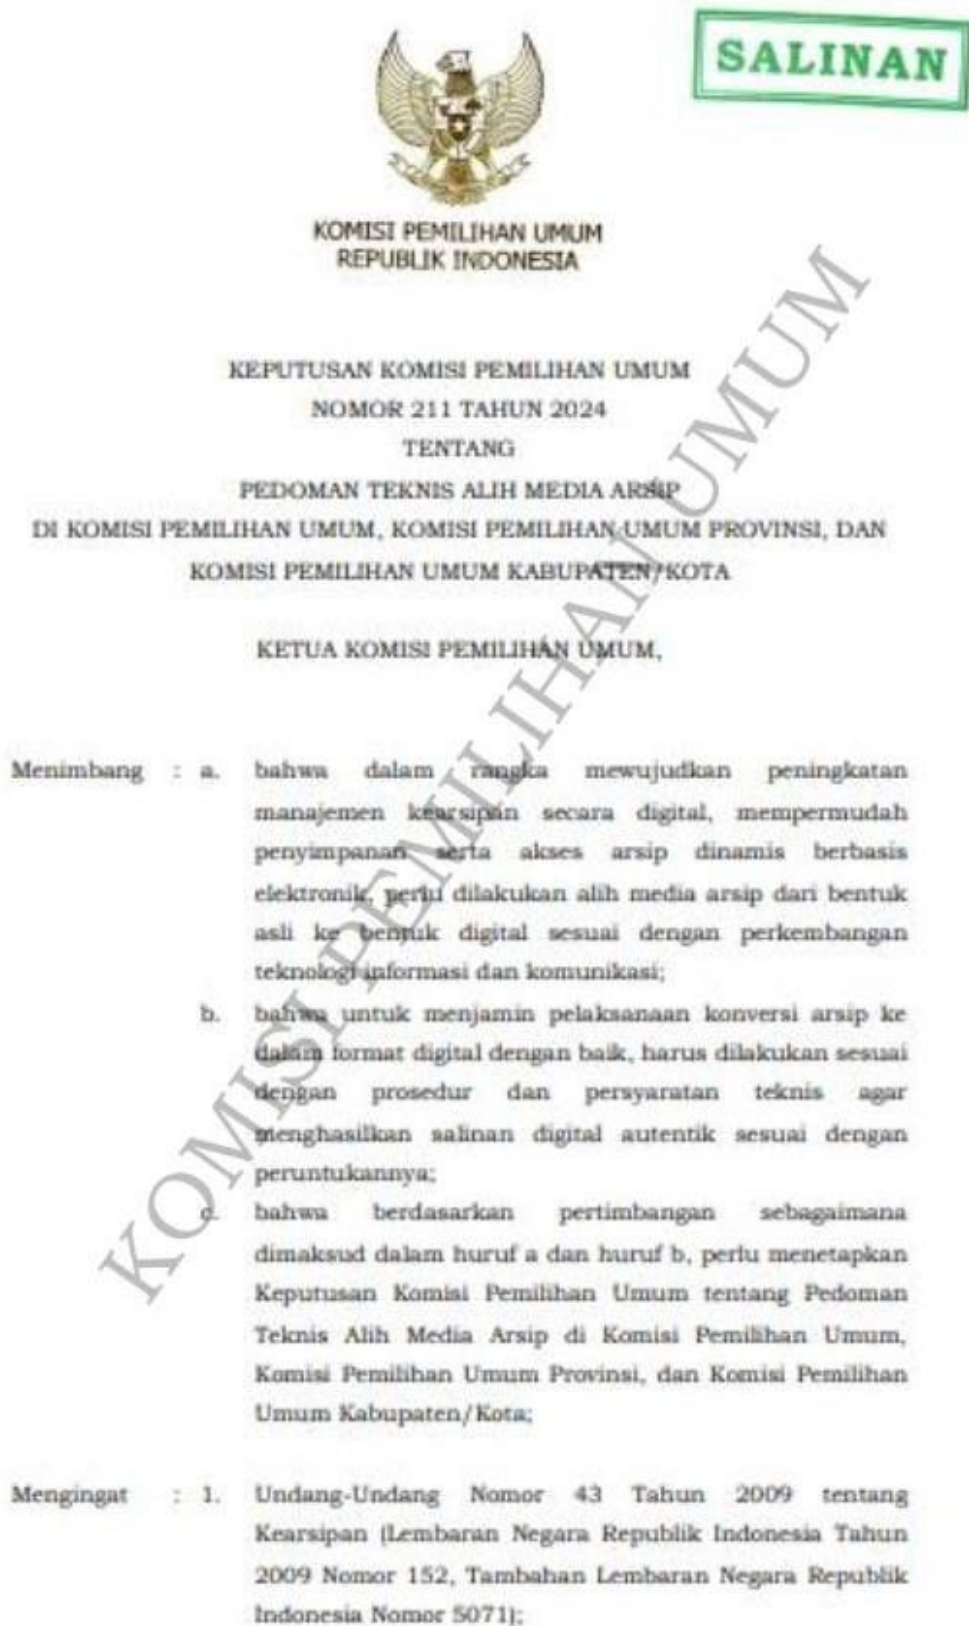 SALINAN
KOMISI PEMILIHAN UMUM
REPUBLIK INDONESIA
KEPUTUSAN KOMISI PEMILIHAN UMUM
NOMOR 211 TAHUN 2024
TENTANG
PEDOMAN TEKNIS ALIH MEDIA ARSIP
DI KOMISI PEMILIHAN UMUM, KOMISI PEMILIHAN UMUM PROVINSI, DAN
KOMISI PEMILIHAN UMUM KABUPATEN/KOTA
KETUA KOMISI PEMILIHAN UMUM,
Menimbang : a. bahwa dalam rangka mewujudkan peningkatan
manajemen kearsipan secara digital, mempermudah
penyimpanan serta akses arsip dinamis berbasis
elektronik, perlu dilakukan alih media arsip dari bentuk
asli ke bentuk digital sesuai dengan perkembangan
teknologi informasi dan komunikasi;
b. bahwa untuk menjamin pelaksanaan konversi arsip ke
dalam format digital dengan baik, harus dilakukan sesuai
dengan prosedur dan persyaratan teknis agar
menghasilkan salinan digital autentik sesuai dengan
peruntukannya;
c. bahwa berdasarkan pertimbangan sebagaimana
dimaksud dalam huruf a dan huruf b, perlu menetapkan
Keputusan Komisi Pemilihan Umum tentang Pedoman
Teknis Alih Media Arsip di Komisi Pemilihan Umum,
Komisi Pemilihan Umum Provinsi, dan Komisi Pemilihan
Umum Kabupaten/Kota;
Mengingat : 1. Undang-Undang Nomor 43 Tahun 2009 tentang
Kearsipan (Lembaran Negara Republik Indonesia Tahun
2009 Nomor 152, Tambahan Lembaran Negara Republik
Indonesia Nomor 5071);
KOMISI PEMILIHAN UMUM